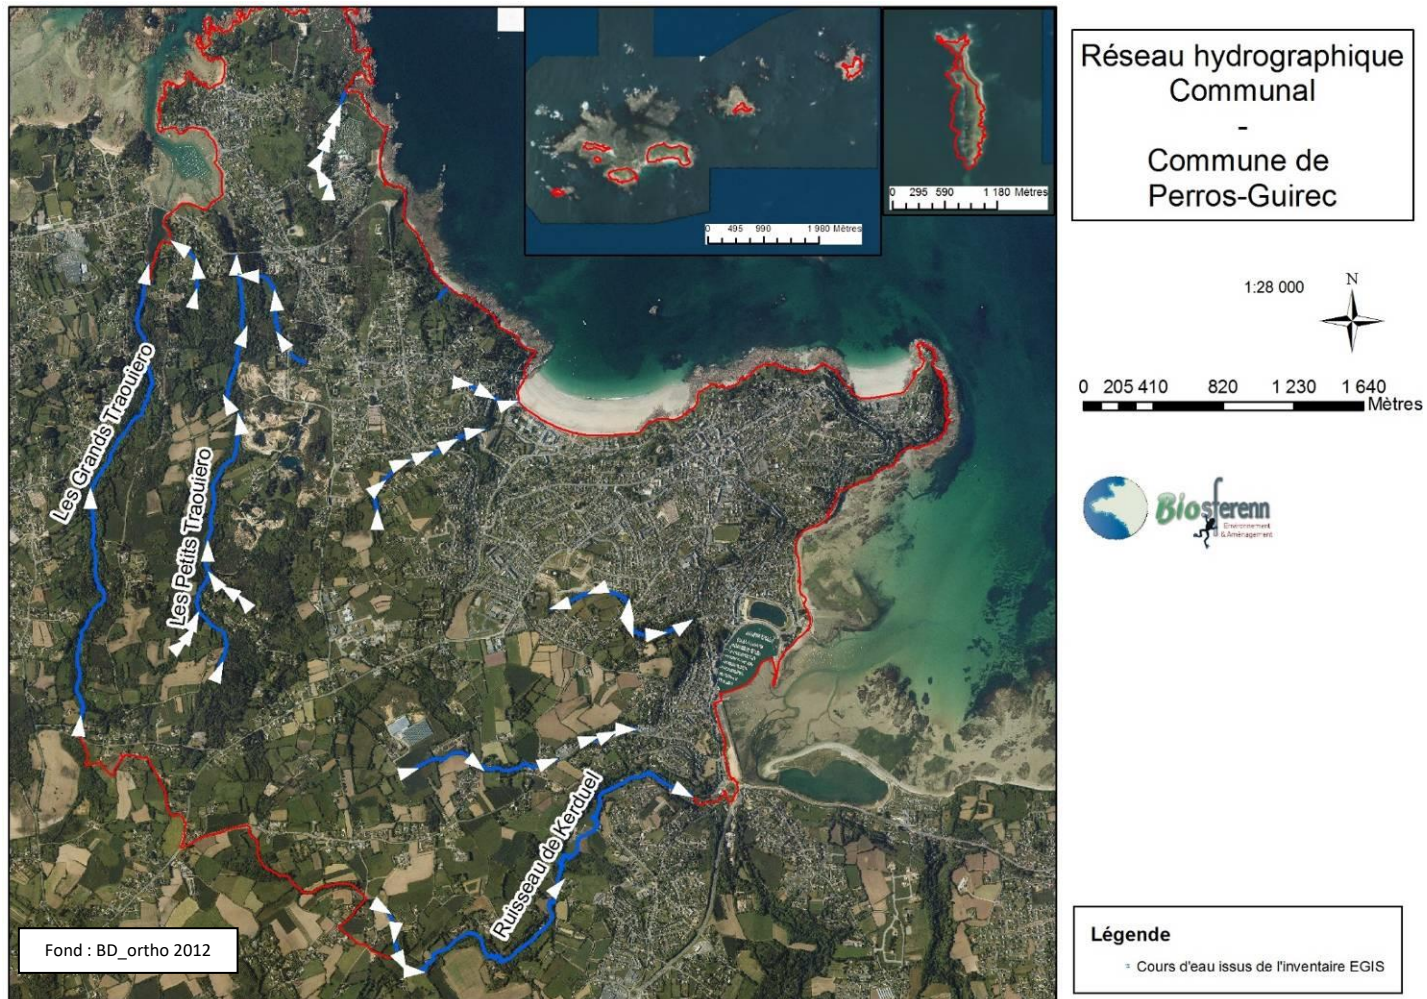 Réseau hydrographique
Communal
-
Commune de
Perros-Guirec
1:28 000
N
0 205 410 820 1 230 1 640
Mètres
Biosferenn
Environnement
& Aménagement
Légende
Cours d'eau issus de l'inventaire EGIS
0 495 990 1 980 Mètres
0 295 590 1 180 Mètres
Les Grands Traouiero
Les Petits Traouiero
Ruisseau de Kerduel
Fond : BD_ortho 2012